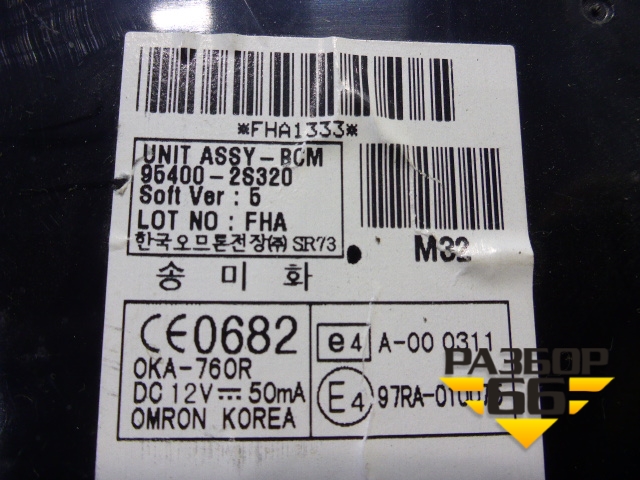 *FHA1333*
UNIT ASSY-BCM
95400-2S320
Soft Ver : 5
LOT NO : FHA
한국오므론전장㈜ SR73
M32
송 미 화
CE0682
OKA-760R
DC 12V⎓50mA
OMRON KOREA
e4 A-00 0311
E4 97RA-0100
РАЗБОР
66